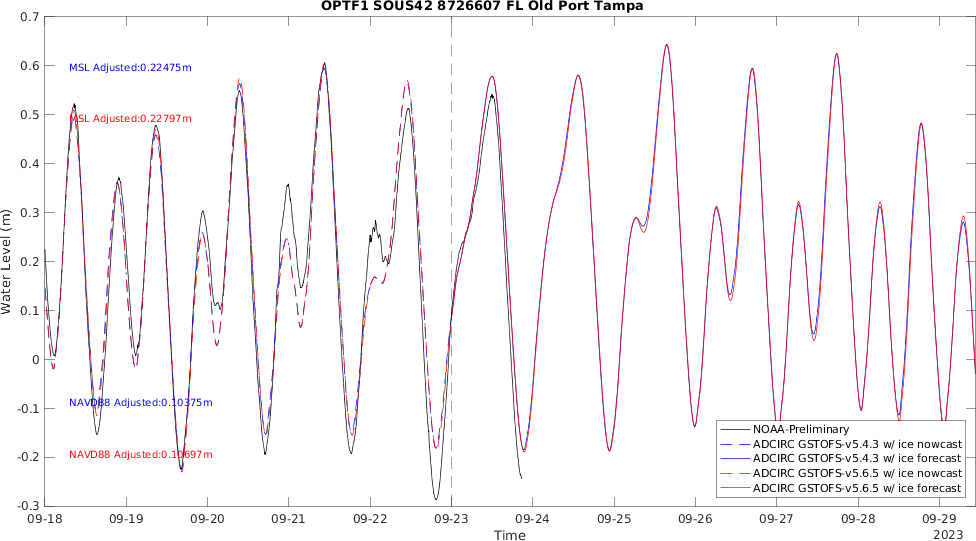 OPTF1 SOUS42 8726607 FL Old Port Tampa
0.7
0.6
0.5
0.4
0.3
0.2
0.1
0
-0.1
-0.2
-0.3
Water Level (m)
MSL Adjusted:0.22475m
MSL Adjusted:0.22797m
NAVD88 Adjusted:0.10375m
NAVD88 Adjusted:0.10697m
NOAA-Preliminary
ADCIRC GSTOFS-v5.4.3 w/ ice nowcast
ADCIRC GSTOFS-v5.4.3 w/ ice forecast
ADCIRC GSTOFS-v5.6.5 w/ ice nowcast
ADCIRC GSTOFS-v5.6.5 w/ ice forecast
09-18 09-19 09-20 09-21 09-22 09-23 09-24 09-25 09-26 09-27 09-28 09-29
Time
2023